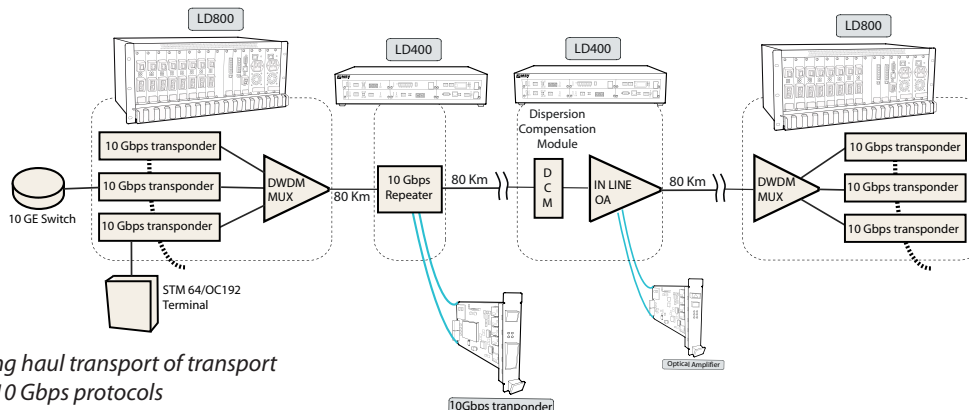 LD800
LD400
LD400
LD800
Dispersion
Compensation
Module
10 Gbps transponder
10 Gbps transponder
10 Gbps transponder
10 GE Switch
DWDM
MUX
80 Km
10 Gbps
Repeater
80 Km
D
C
M
IN LINE
OA
80 Km
DWDM
MUX
10 Gbps transponder
10 Gbps transponder
10 Gbps transponder
STM 64/OC192
Terminal
Optical Amplifier
10Gbps tranponder
haul transport of transport
10 Gbps protocols